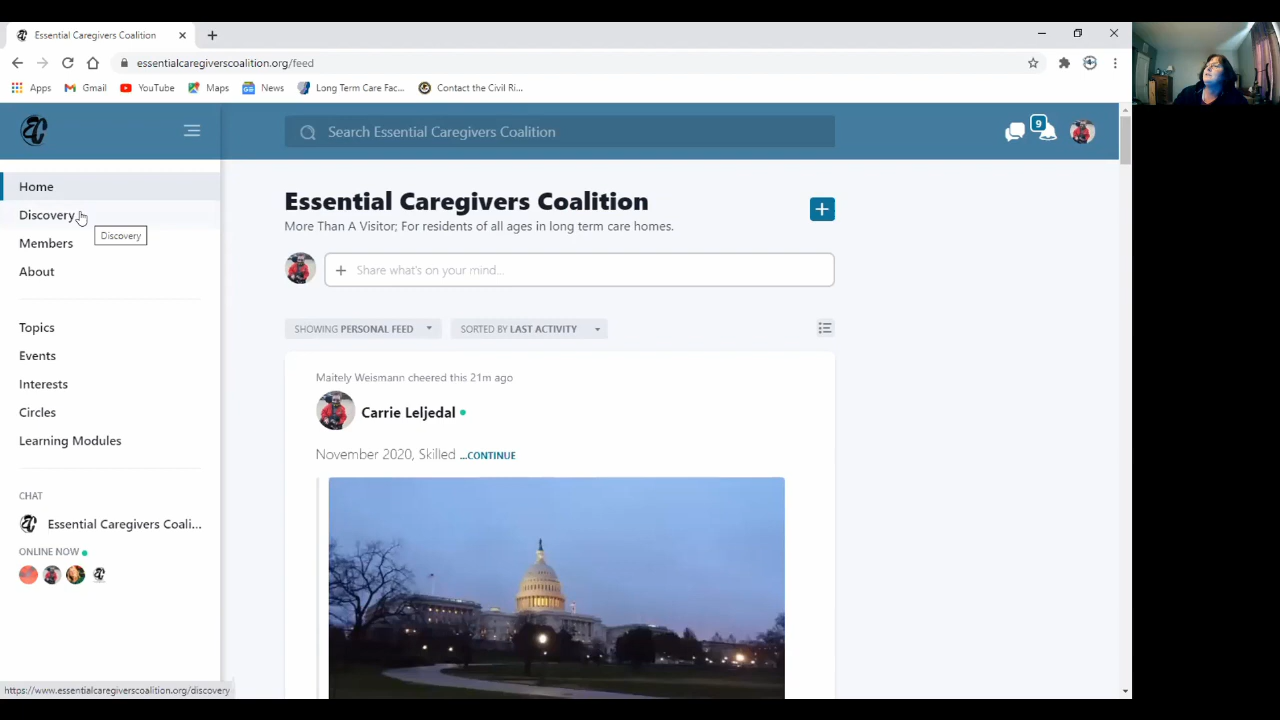 Essential Caregivers Coalition
essentialcaregiverscoalition.org/feed
Apps Gmail YouTube Maps News Long Term Care Fac... Contact the Civil Ri...
Search Essential Caregivers Coalition
9
Home
Discovery
Discovery
Members
About
Topics
Events
Interests
Circles
Learning Modules
CHAT
Essential Caregivers Coali...
ONLINE NOW
https://www.essentialcaregiverscoalition.org/discovery
Essential Caregivers Coalition
More Than A Visitor; For residents of all ages in long term care homes.
Share what's on your mind...
SHOWING PERSONAL FEED SORTED BY LAST ACTIVITY
Maitely Weismann cheered this 21m ago
Carrie Leljedal
November 2020, Skilled ...CONTINUE